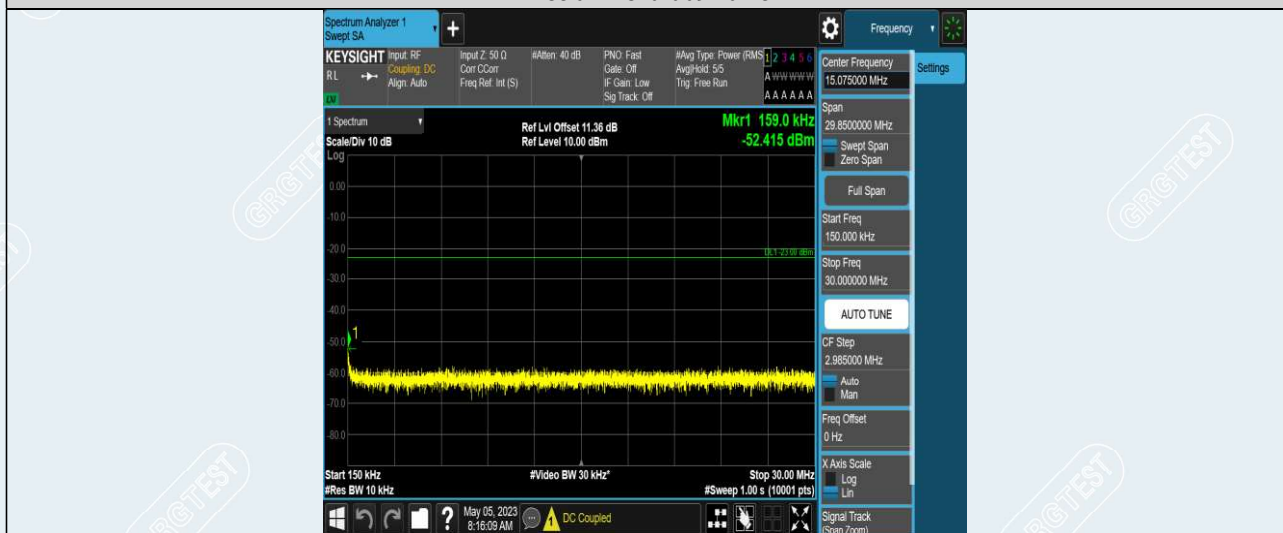 Spectrum Analyzer 1
Swept SA
+
Frequency
KEYSIGHT
RL
Input: RF
Coupling: DC
Align: Auto
Input Z: 50 Ω
Corr CCorr
Freq Ref: Int (S)
#Atten: 40 dB
PNO: Fast
Gate: Off
IF Gain: Low
Sig Track: Off
#Avg Type: Power (RMS
Avg|Hold: 5/5
Trig: Free Run
1 2 3 4 5 6
A W W W W W
A A A A A A
1 Spectrum
Scale/Div 10 dB
Log
Ref Lvl Offset 11.36 dB
Ref Level 10.00 dBm
Mkr1 159.0 kHz
-52.415 dBm
0.00
-10.0
-20.0
DL1 -23.00 dBm
-30.0
-40.0
1
-50.0
-60.0
-70.0
-80.0
Start 150 kHz
#Video BW 30 kHz*
Stop 30.00 MHz
#Res BW 10 kHz
#Sweep 1.00 s (10001 pts)
?
May 05, 2023
8:16:09 AM
DC Coupled
Center Frequency
15.075000 MHz
Settings
Span
29.8500000 MHz
Swept Span
Zero Span
Full Span
Start Freq
150.000 kHz
Stop Freq
30.000000 MHz
AUTO TUNE
CF Step
2.985000 MHz
Auto
Man
Freq Offset
0 Hz
X Axis Scale
Log
Lin
Signal Track
(Span Zoom)
GRGTEST
GRGTEST
GRGTEST
GRGTEST